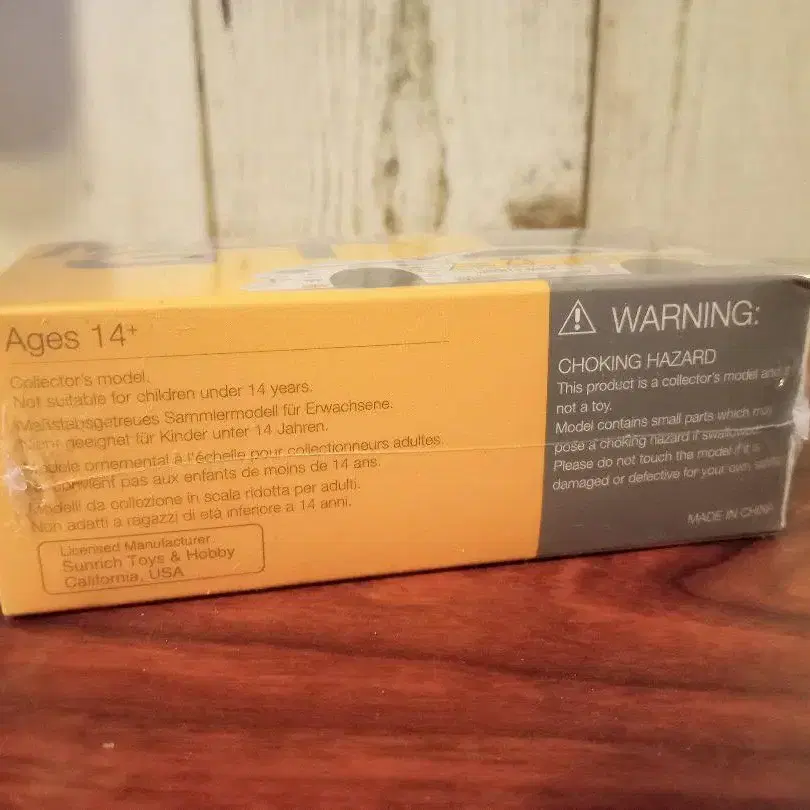 Ages 14+
Collector's model.
Not suitable for children under 14 years.
Maßstabsgetreues Sammlermodell für Erwachsene.
Nicht geeignet für Kinder unter 14 Jahren.
ornemental à l'échelle pour collectionneurs adultes.
convient pas aux enfants de moins de 14 ans.
Modelli da collezione in scala ridotta per adulti.
Non adatti a ragazzi di età inferiore a 14 anni.
Licensed Manufacturer
Sunrich Toys & Hobby
California, USA
WARNING:
CHOKING HAZARD
This product is a collector's model and
not a toy.
Model contains small parts which may
pose a choking hazard if swallowed.
Please do not touch the model if it is
damaged or defective for your own safety.
MADE IN CHINA